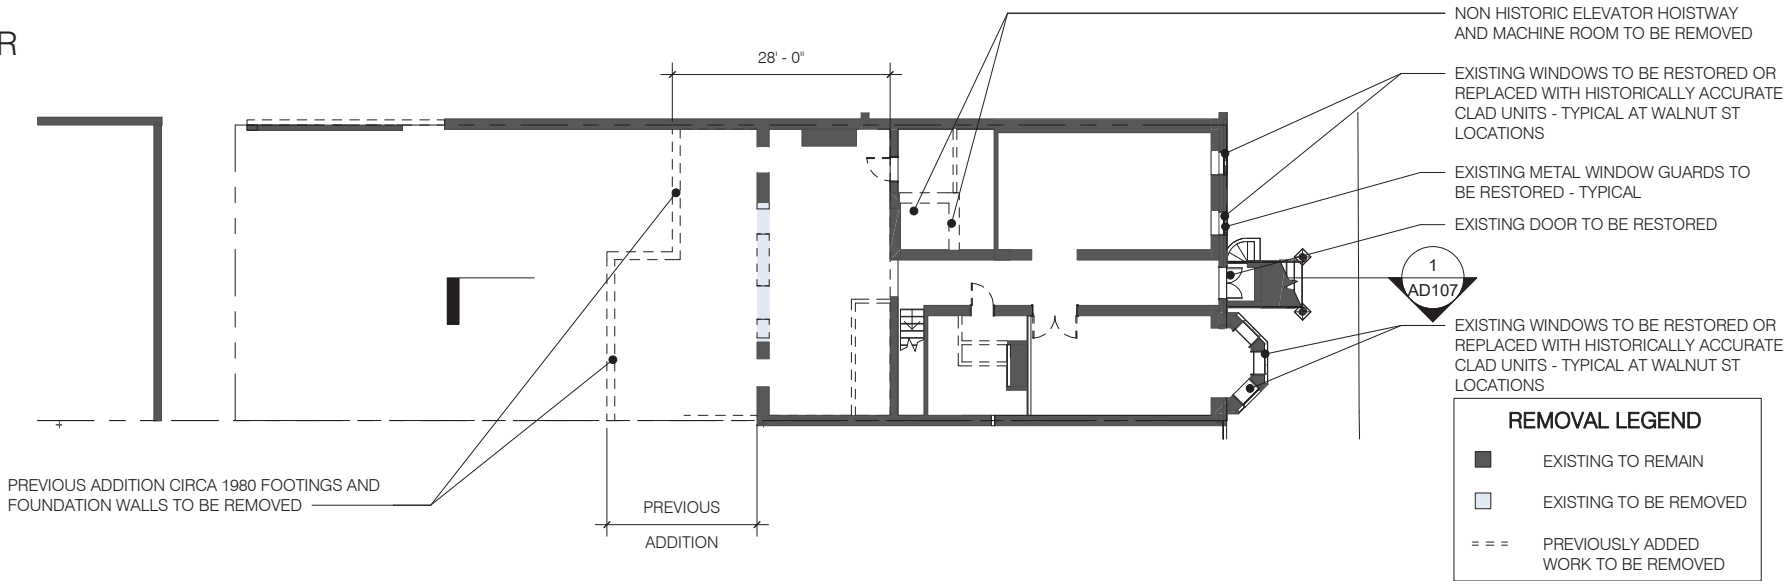 R
28' - 0"
NON HISTORIC ELEVATOR HOISTWAY
AND MACHINE ROOM TO BE REMOVED
EXISTING WINDOWS TO BE RESTORED OR
REPLACED WITH HISTORICALLY ACCURATE
CLAD UNITS - TYPICAL AT WALNUT ST
LOCATIONS
EXISTING METAL WINDOW GUARDS TO
BE RESTORED - TYPICAL
EXISTING DOOR TO BE RESTORED
1
AD107
EXISTING WINDOWS TO BE RESTORED OR
REPLACED WITH HISTORICALLY ACCURATE
CLAD UNITS - TYPICAL AT WALNUT ST
LOCATIONS
PREVIOUS ADDITION CIRCA 1980 FOOTINGS AND
FOUNDATION WALLS TO BE REMOVED
PREVIOUS
ADDITION
REMOVAL LEGEND
EXISTING TO REMAIN
EXISTING TO BE REMOVED
PREVIOUSLY ADDED
WORK TO BE REMOVED